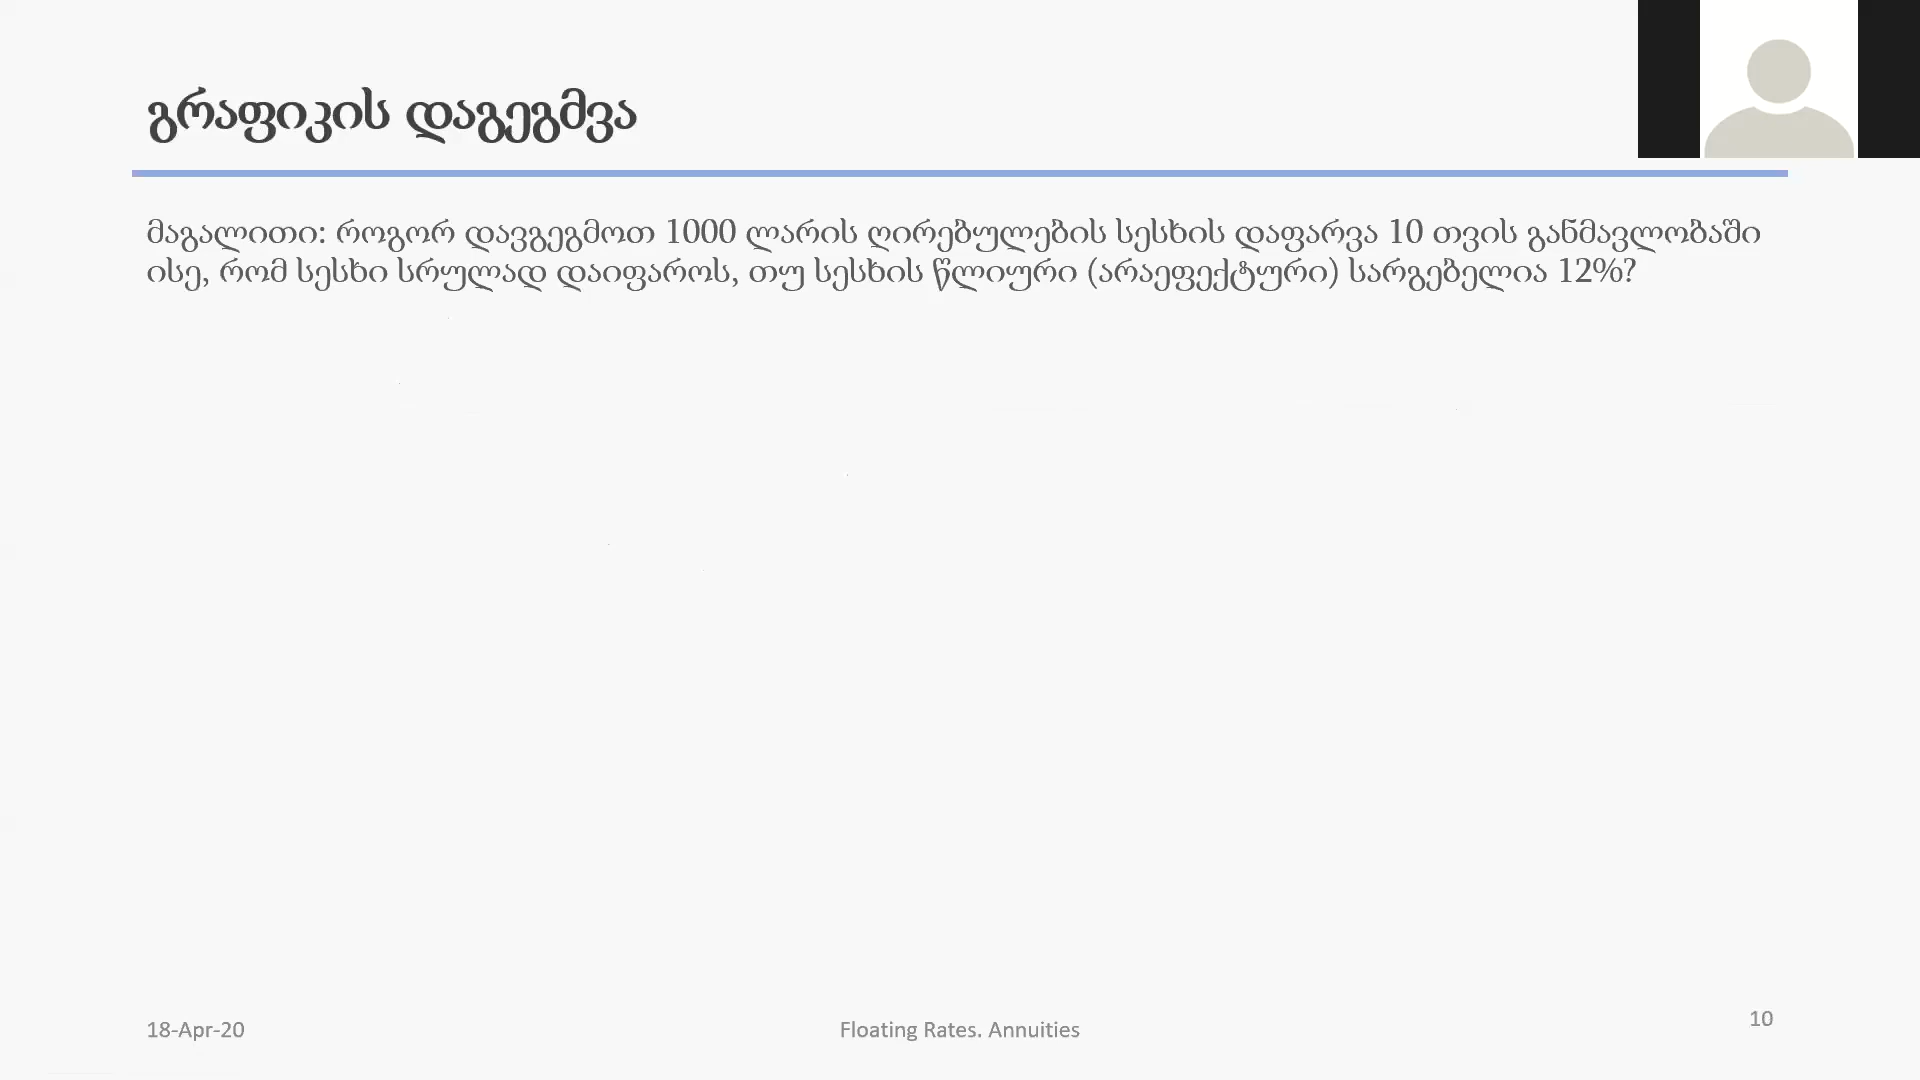 გრაფიკის დაგეგმვა
მაგალითი: როგორ დავგეგმოთ 1000 ლარის ღირებულების სესხის დაფარვა 10 თვის განმავლობაში
ისე, რომ სესხი სრულად დაიფაროს, თუ სესხის წლიური (არაეფექტური) სარგებელია 12%?
18-Apr-20
Floating Rates. Annuities
10